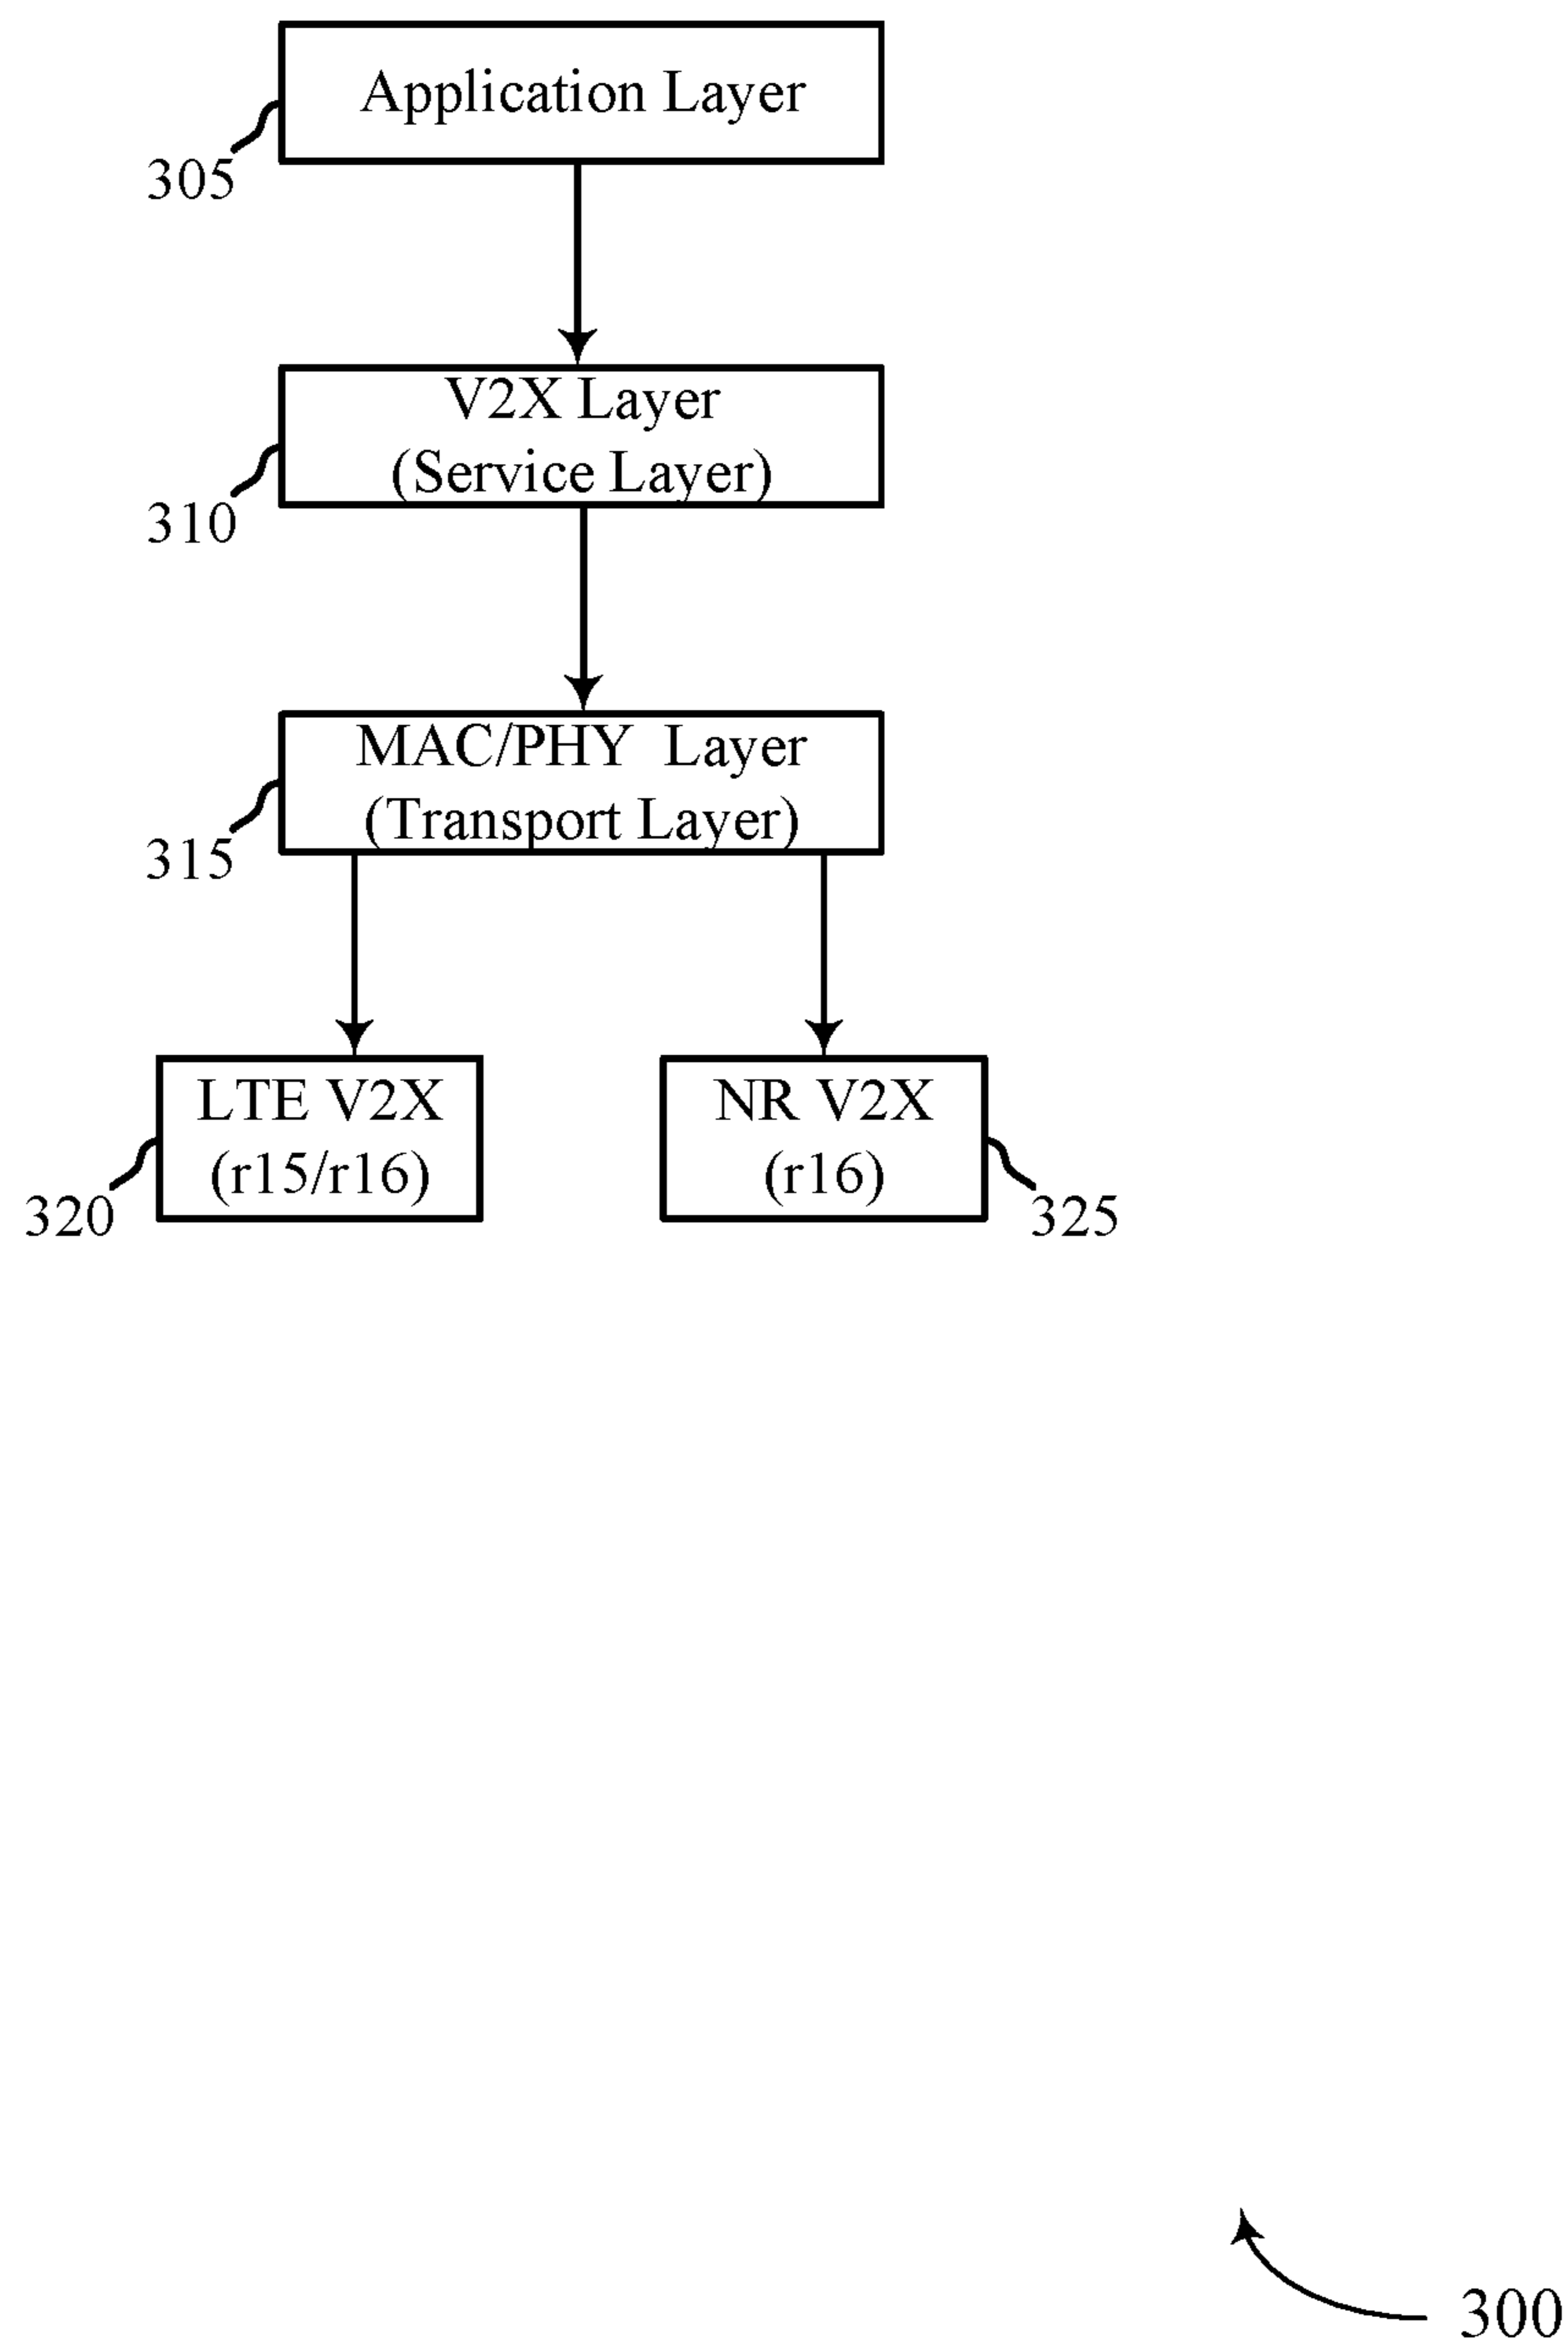 Application Layer
305
V2X Layer
(Service Layer)
310
MAC/PHY Layer
(Transport Layer)
315
LTE V2X
(r15/r16)
320
NR V2X
(r16)
325
300